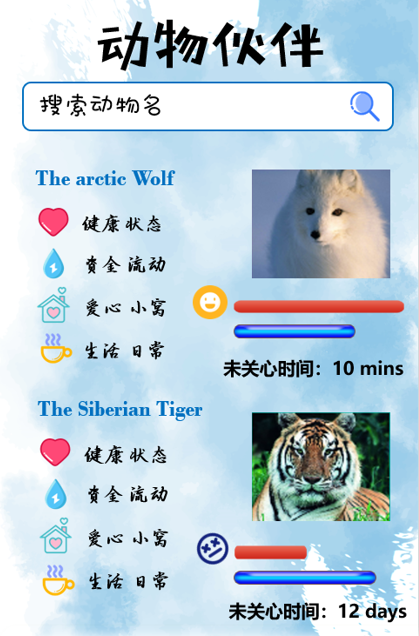 动物伙伴
搜索动物名
The arctic Wolf
健康 状态
资金 流动
爱心 小窝
生活 日常
未关心时间：10 mins
The Siberian Tiger
健康 状态
资金 流动
爱心 小窝
生活 日常
未关心时间：12 days